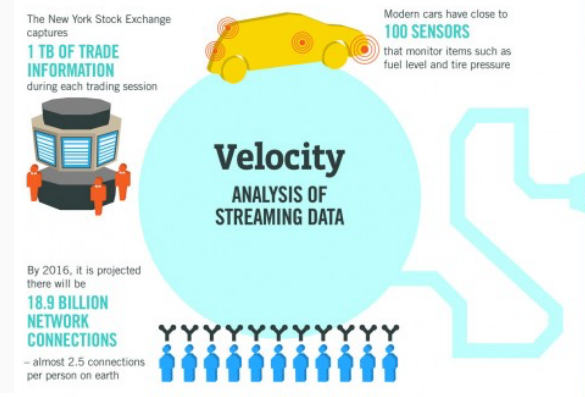 The New York Stock Exchange
captures
1 TB OF TRADE
INFORMATION
during each trading session
Modern cars have close to
100 SENSORS
that monitor items such as
fuel level and tire pressure
Velocity
ANALYSIS OF
STREAMING DATA
By 2016, it is projected
there will be
18.9 BILLION
NETWORK
CONNECTIONS
– almost 2.5 connections
per person on earth